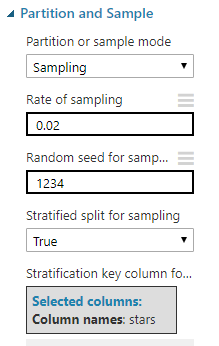 Partition and Sample
Partition or sample mode
Sampling
Rate of sampling
0.02
Random seed for samp...
1234
Stratified split for sampling
True
Stratification key column fo...
Selected columns:
Column names: stars